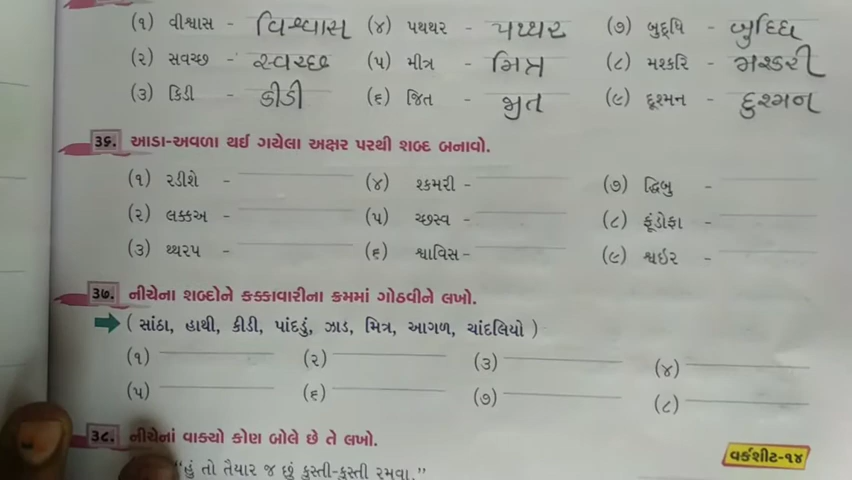 (૧) વીશ્વાસ - વિશ્વાસ (૪) પથથર - પથ્થર (૭) બુદ્ધિ - બુધ્ધિ
(૨) સવચ્છ - સ્વચ્છ (૫) મીત્ર - મિત્ર (૮) મશ્કરિ - મશ્કરી
(૩) કિડી - કીડી (૬) જિત - જીત (૯) દૂશ્મન - દુશ્મન
૩૬. આડા-અવળા થઈ ગયેલા અક્ષર પરથી શબ્દ બનાવો.
(૧) રડીશે - (૪) શ્કમરી - (૭) દ્ધિબુ -
(૨) લક્કઅ - (૫) ચ્છસ્વ - (૮) ફૂંડોફા -
(૩) થ્થરપ - (૬) શ્વાવિસ - (૯) શ્વઈર -
૩૭. નીચેના શબ્દોને કક્કાવારીના ક્રમમાં ગોઠવીને લખો.
( સાંઠા, હાથી, કીડી, પાંદડું, ઝાડ, મિત્ર, આગળ, ચાંદલિયો )
(૧) (૨) (૩) (૪)
(૫) (૬) (૭) (૮)
૩૮. નીચેનાં વાક્યો કોણ બોલે છે તે લખો.
"હું તો તૈયાર જ છું કુસ્તી-કુસ્તી રમવા."
વર્કશીટ-૧૪